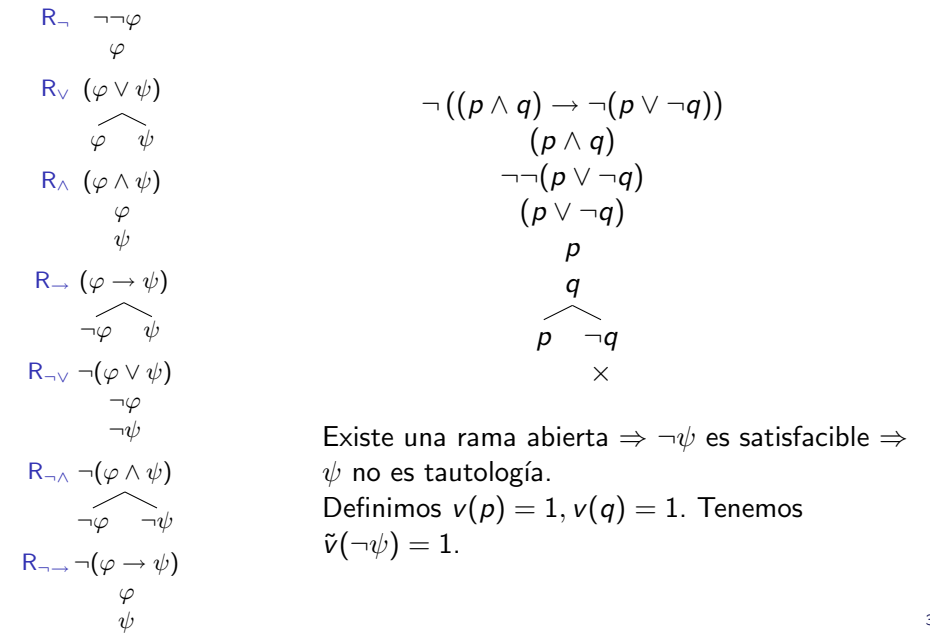 R¬ ¬¬φ
φ
R∨ (φ ∨ ψ)
φ ψ
R∧ (φ ∧ ψ)
φ
ψ
R→ (φ → ψ)
¬φ ψ
R¬∨ ¬(φ ∨ ψ)
¬φ
¬ψ
R¬∧ ¬(φ ∧ ψ)
¬φ ¬ψ
R¬→ ¬(φ → ψ)
φ
ψ
¬ ((p ∧ q) → ¬(p ∨ ¬q))
(p ∧ q)
¬¬(p ∨ ¬q)
(p ∨ ¬q)
p
q
p ¬q
×
Existe una rama abierta ⇒ ¬ψ es satisfacible ⇒
ψ no es tautología.
Definimos v(p) = 1, v(q) = 1. Tenemos
ṽ(¬ψ) = 1.